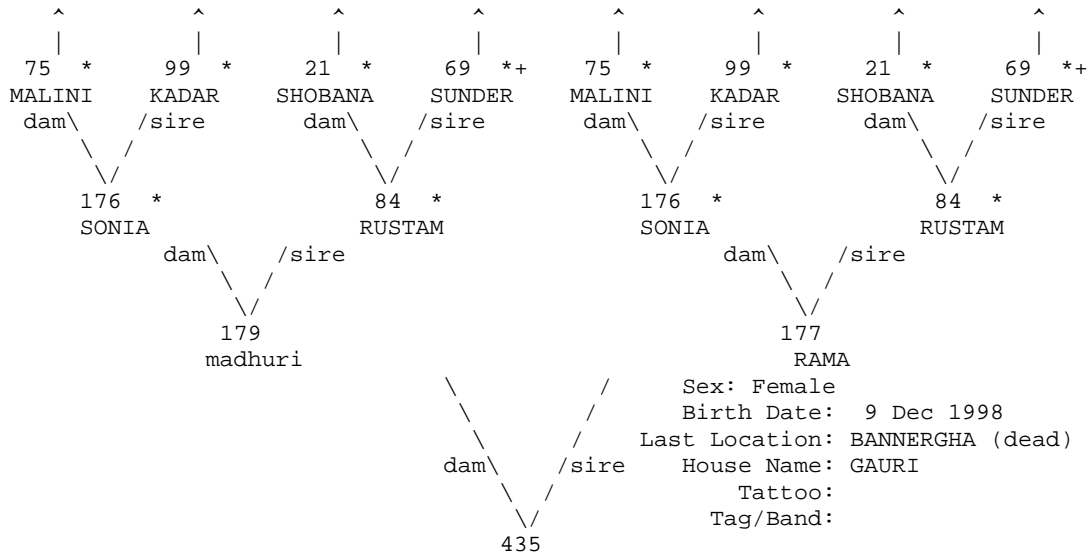 ^ ^ ^ ^ ^ ^ ^ ^
| | | | | | | |
75 * 99 * 21 * 69 *+ 75 * 99 * 21 * 69 *+
MALINI KADAR SHOBANA SUNDER MALINI KADAR SHOBANA SUNDER
dam\ /sire dam\ /sire dam\ /sire dam\ /sire
\ / \ / \ / \ /
\/ \/ \/ \/
176 * 84 * 176 * 84 *
SONIA RUSTAM SONIA RUSTAM
dam\ /sire dam\ /sire
\ / \ /
\/ \/
179 177
madhuri RAMA
\ / Sex: Female
\ / Birth Date: 9 Dec 1998
\ / Last Location: BANNERGHA (dead)
dam\ /sire House Name: GAURI
\ / Tattoo:
\/ Tag/Band:
435